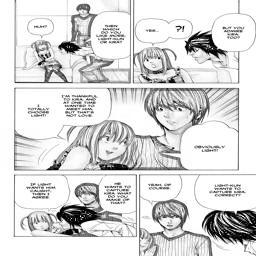 BUT YOU
ADMIRE
KIRA,
TOO?
?!
YES...
THEN
WHICH
DO YOU
LIKE MORE,
LIGHT-KUN
OR KIRA?
HUH?
OBVIOUSLY
LIGHT!
I'M THANKFUL
TO KIRA AND
AT ONE TIME
WANTED TO
MEET HIM,
BUT THAT'S
NOT LOVE.
I
TOTALLY
CHOOSE
LIGHT!
LIGHT-KUN
WANTS TO
CAPTURE KIRA,
CORRECT?
YEAH, OF
COURSE.
HE
WANTS TO
CAPTURE
KIRA. WHAT
DO YOU
MAKE OF
THAT?
IF LIGHT
WANTS HIM
CAUGHT,
THEN I
AGREE.